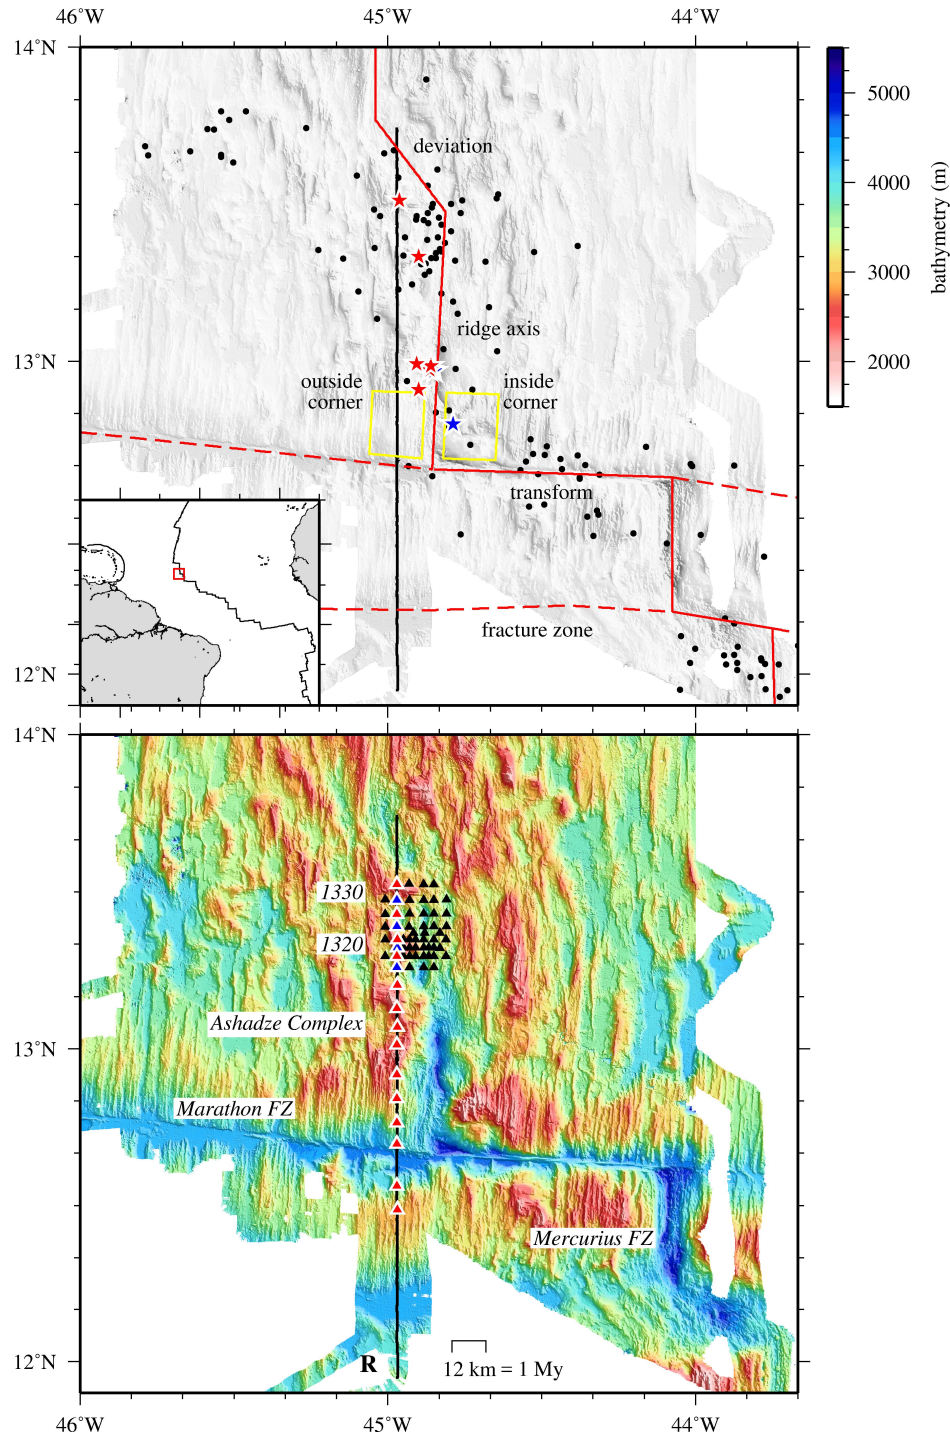 46°W 45°W 44°W
14°N
deviation
5000
4000
3000
2000
bathymetry (m)
ridge axis
13°N
outside corner
inside corner
transform
fracture zone
12°N
14°N
1330
1320
Ashadze Complex
13°N
Marathon FZ
Mercurius FZ
12°N
R
12 km = 1 My
46°W 45°W 44°W